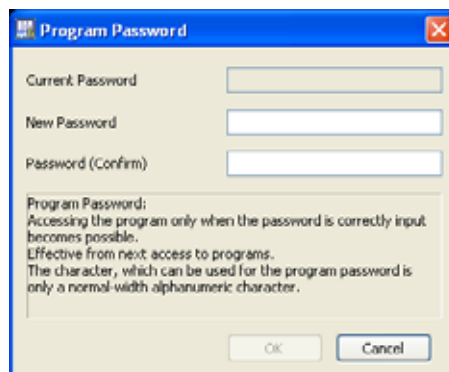 Program Password
Current Password
New Password
Password (Confirm)
Program Password:
Accessing the program only when the password is correctly input
becomes possible.
Effective from next access to programs.
The character, which can be used for the program password is
only a normal-width alphanumeric character.
OK
Cancel